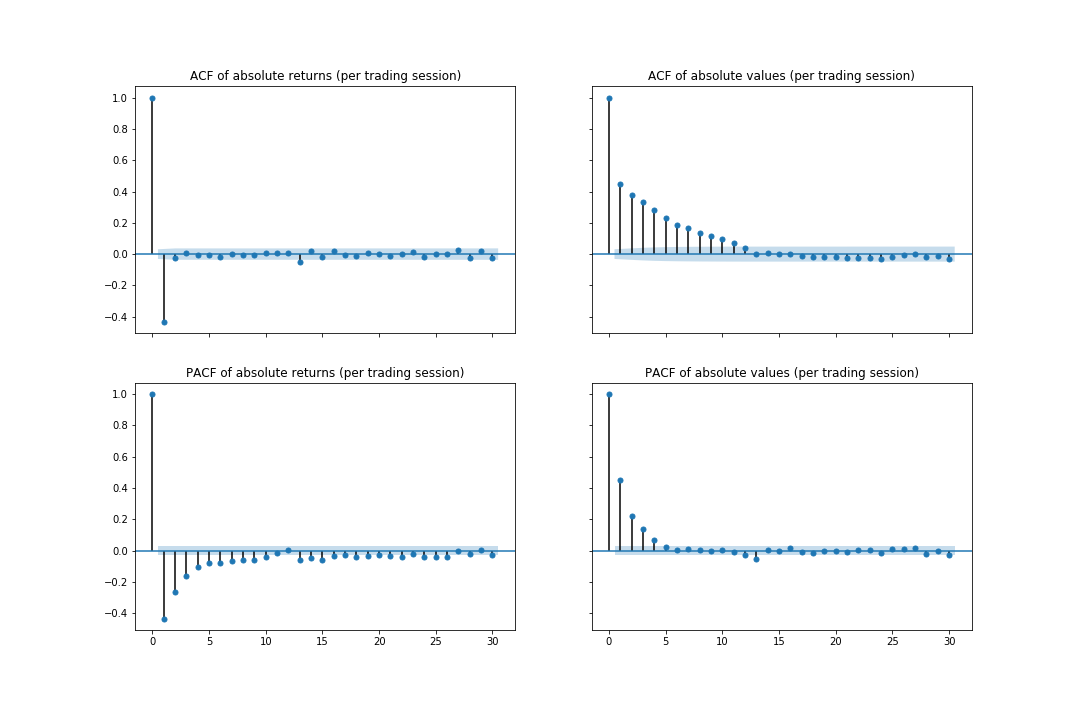 ACF of absolute returns (per trading session)
1.0
0.8
0.6
0.4
0.2
0.0
−0.2
−0.4
ACF of absolute values (per trading session)
PACF of absolute returns (per trading session)
1.0
0.8
0.6
0.4
0.2
0.0
−0.2
−0.4
0 5 10 15 20 25 30
PACF of absolute values (per trading session)
0 5 10 15 20 25 30